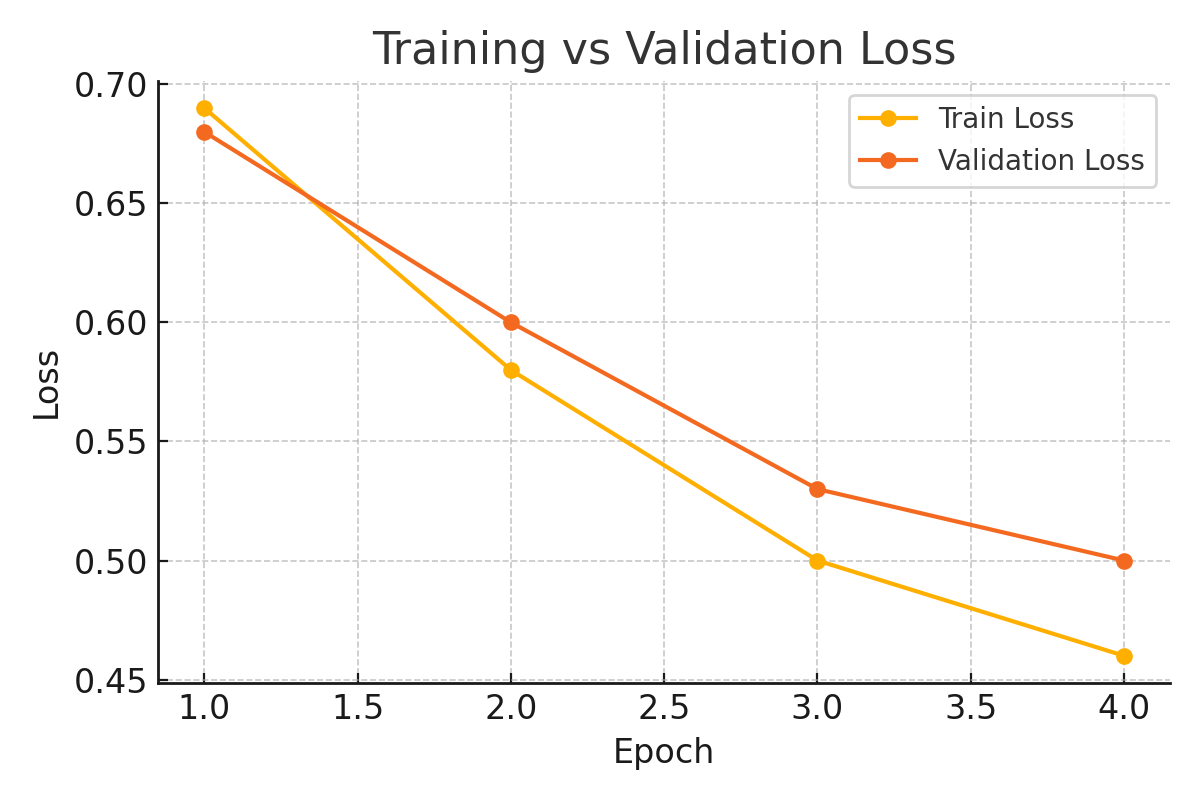 Training vs Validation Loss
Train Loss
Validation Loss
0.70
0.65
0.60
0.55
0.50
0.45
Loss
1.0 1.5 2.0 2.5 3.0 3.5 4.0
Epoch